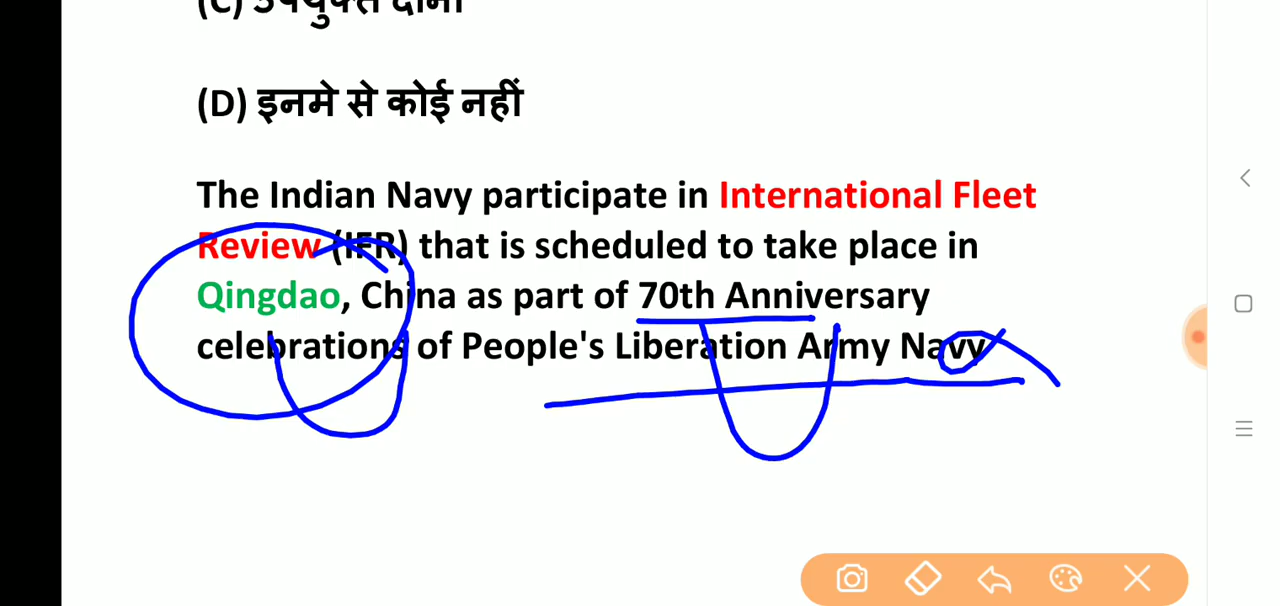 (C) उपयुक्त दोनों
(D) इनमे से कोई नहीं
The Indian Navy participate in International Fleet
Review (IFR) that is scheduled to take place in
Qingdao, China as part of 70th Anniversary
celebrations of People's Liberation Army Navy